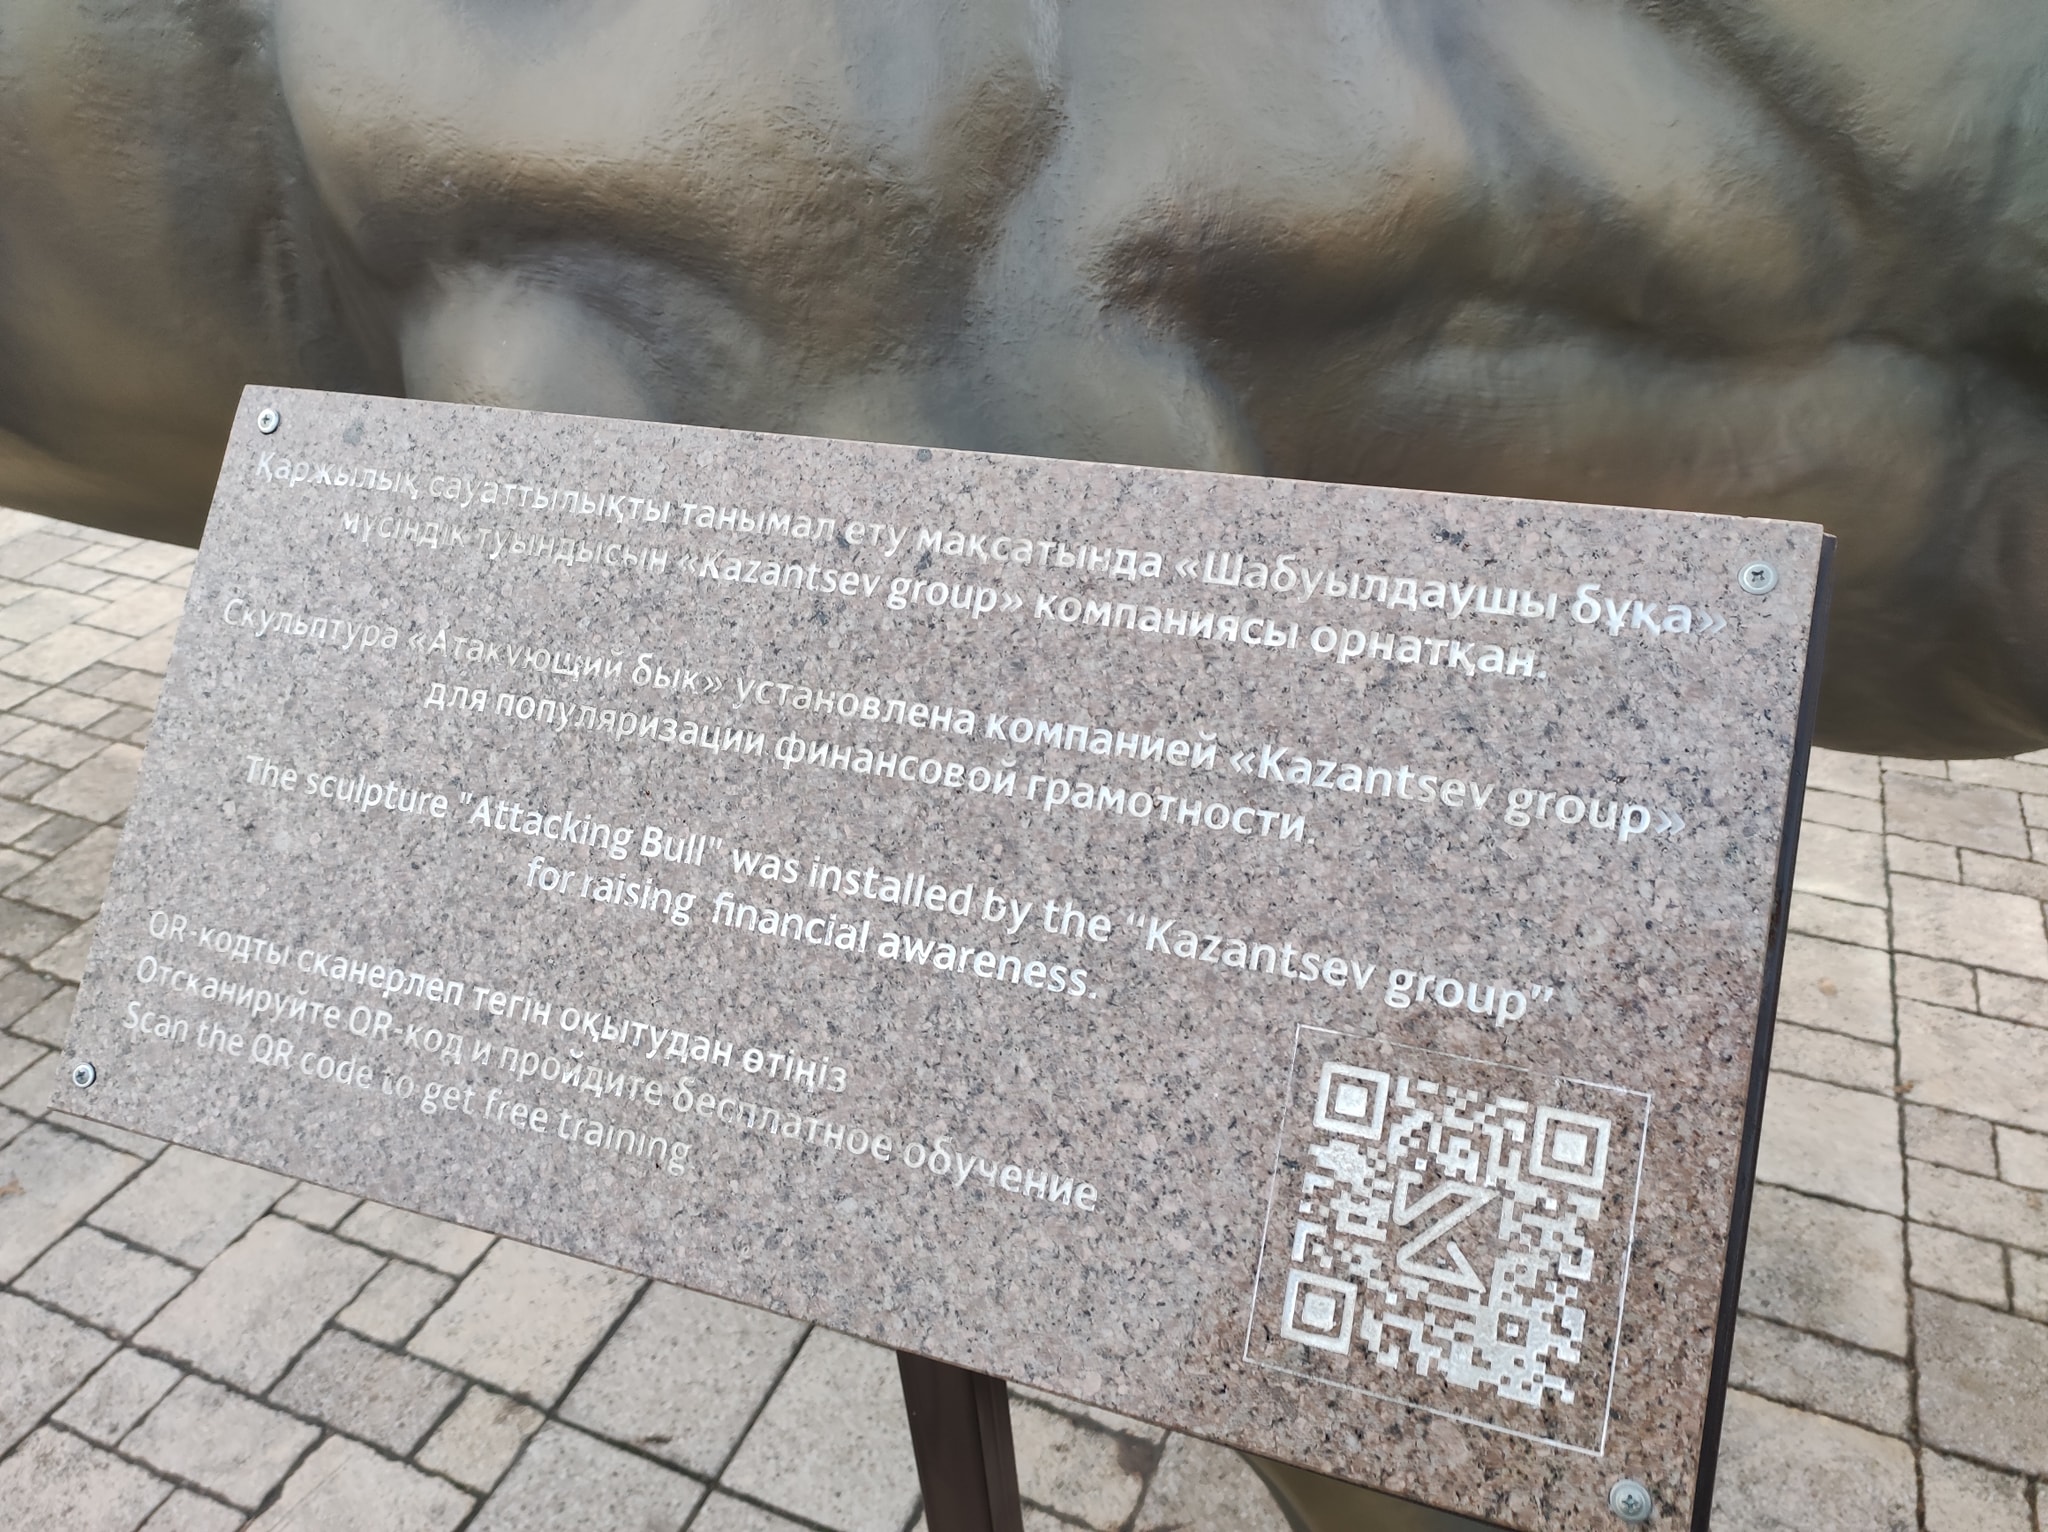 Қаржылық сауаттылықты танымал ету мақсатында «Шабуылдаушы бұқа»
мүсіндік туындысын «Kazantsev group» компаниясы орнатқан.
Скульптура «Атакующий бык» установлена компанией «Kazantsev group»
для популяризации финансовой грамотности.
The sculpture "Attacking Bull" was installed by the “Kazantsev group”
for raising financial awareness.
QR-кодты сканерлеп тегін оқытудан өтіңіз
Отсканируйте QR-код и пройдите бесплатное обучение
Scan the QR code to get free training